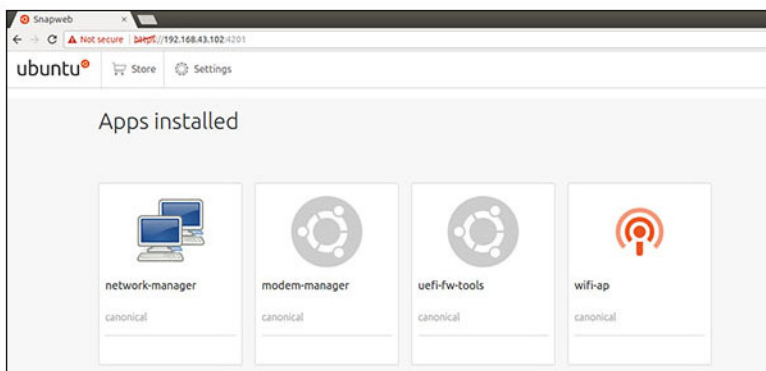 Snapweb ×
Not secure | https://192.168.43.102:4201
ubuntu Store Settings
Apps installed
network-manager modem-manager uefi-fw-tools wifi-ap
canonical canonical canonical canonical